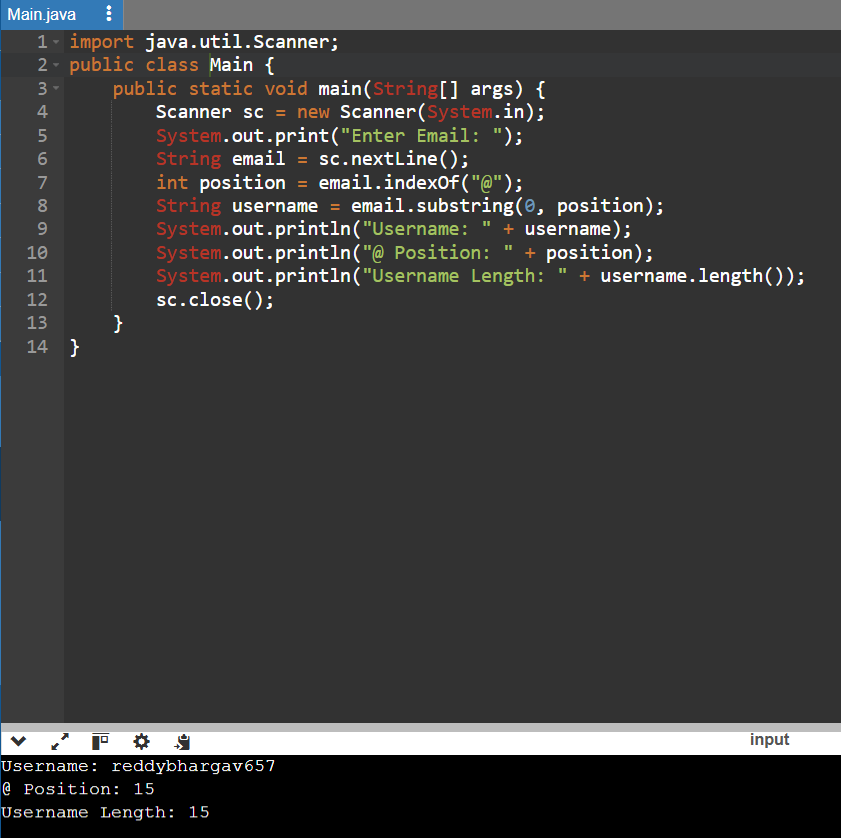 Main.java
1 import java.util.Scanner;
2 public class Main {
3     public static void main(String[] args) {
4         Scanner sc = new Scanner(System.in);
5         System.out.print("Enter Email: ");
6         String email = sc.nextLine();
7         int position = email.indexOf("@");
8         String username = email.substring(0, position);
9         System.out.println("Username: " + username);
10         System.out.println("@ Position: " + position);
11         System.out.println("Username Length: " + username.length());
12         sc.close();
13     }
14 }
input
Username: reddybhargav657
@ Position: 15
Username Length: 15